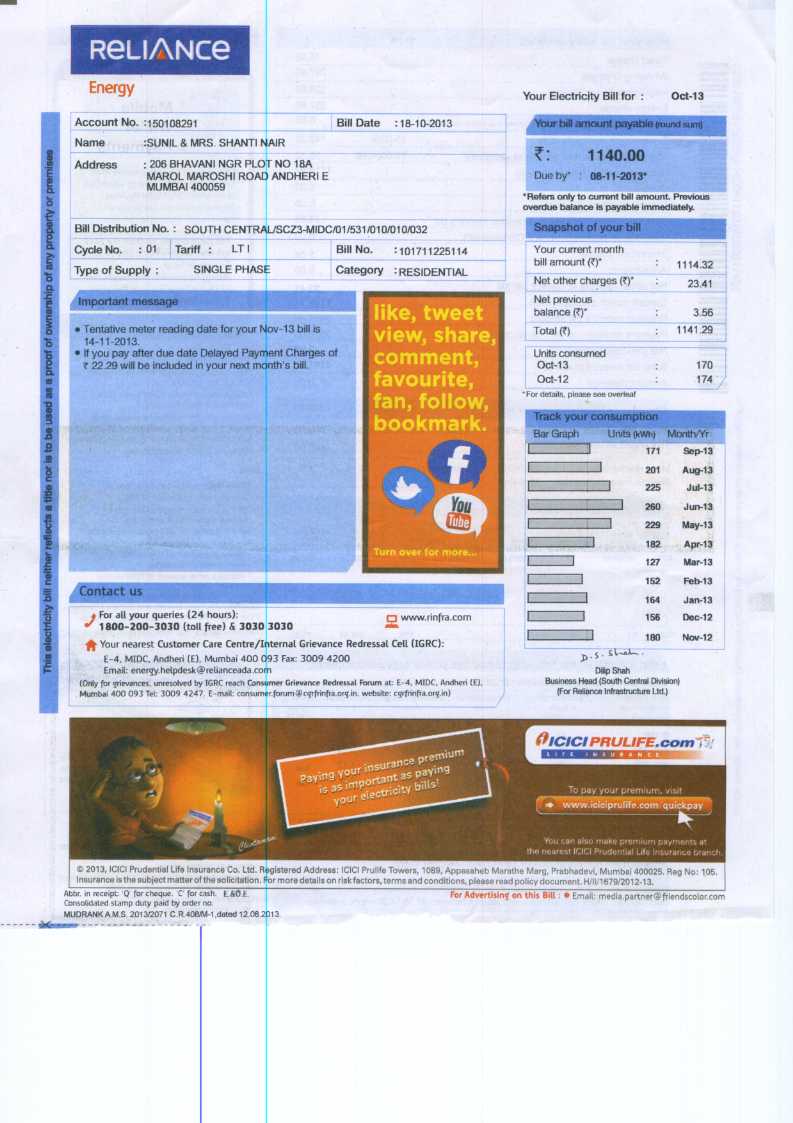 RELIANCE
Energy
Your Electricity Bill for : Oct-13
Account No. :150108291
Bill Date :18-10-2013
Name :SUNIL & MRS. SHANTI NAIR
Address : 206 BHAVANI NGR PLOT NO 18A
MAROL MAROSHI ROAD ANDHERI E
MUMBAI 400059
Bill Distribution No. : SOUTH CENTRAL/SCZ3-MIDC/01/531/010/010/032
Cycle No. : 01 Tariff : LT I
Bill No. :101711225114
Type of Supply : SINGLE PHASE
Category :RESIDENTIAL
Your bill amount payable (round sum)
₹: 1140.00
Due by* : 08-11-2013*
*Refers only to current bill amount. Previous
overdue balance is payable immediately.
Snapshot of your bill
Your current month
bill amount (₹)* : 1114.32
Net other charges (₹)* : 23.41
Net previous
balance (₹)* : 3.56
Total (₹) : 1141.29
Units consumed
Oct-13 : 170
Oct-12 : 174
*For details, please see overleaf
Track your consumption
Bar Graph Units (kWh) Month/Yr
171 Sep-13
201 Aug-13
225 Jul-13
260 Jun-13
229 May-13
182 Apr-13
127 Mar-13
152 Feb-13
164 Jan-13
156 Dec-12
180 Nov-12
D. S. Shah.
Dilip Shah
Business Head (South Central Division)
(For Reliance Infrastructure Ltd.)
This electricity bill neither reflects a title nor is to be used as a proof of ownership of any property or premises
Important message
• Tentative meter reading date for your Nov-13 bill is
14-11-2013.
• If you pay after due date Delayed Payment Charges of
₹ 22.29 will be included in your next month's bill.
like, tweet
view, share,
comment,
favourite,
fan, follow,
bookmark.
f
You
Tube
Turn over for more...
Contact us
For all your queries (24 hours):
1800-200-3030 (toll free) & 3030 3030
www.rinfra.com
Your nearest Customer Care Centre/Internal Grievance Redressal Cell (IGRC):
E-4, MIDC, Andheri (E), Mumbai 400 093 Fax: 3009 4200
Email: energy.helpdesk@relianceada.com
(Only for grievances, unresolved by IGRC reach Consumer Grievance Redressal Forum at: E-4, MIDC, Andheri (E),
Mumbai 400 093 Tel: 3009 4247, E-mail: consumer.forum@cgrfrinfra.org.in, website: cgrfrinfra.org.in)
Paying your insurance premium
is as important as paying
your electricity bills!
ICICI PRULIFE.com
LIFE INSURANCE
To pay your premium, visit
www.iciciprulife.com/quickpay
You can also make premium payments at
the nearest ICICI Prudential Life Insurance branch.
© 2013, ICICI Prudential Life Insurance Co. Ltd. Registered Address: ICICI Prulife Towers, 1089, Appasaheb Marathe Marg, Prabhadevi, Mumbai 400025. Reg No: 105.
Insurance is the subject matter of the solicitation. For more details on risk factors, terms and conditions, please read policy document. H/II/1679/2012-13.
Abbr. in receipt: 'Q' for cheque. 'C' for cash. E.&O.E.
Consolidated stamp duty paid by order no.
MUDRANK A.M.S. 2013/2071 C.R.408/M-1,dated 12.08.2013
For Advertising on this Bill : • Email: media.partner@friendscolor.com